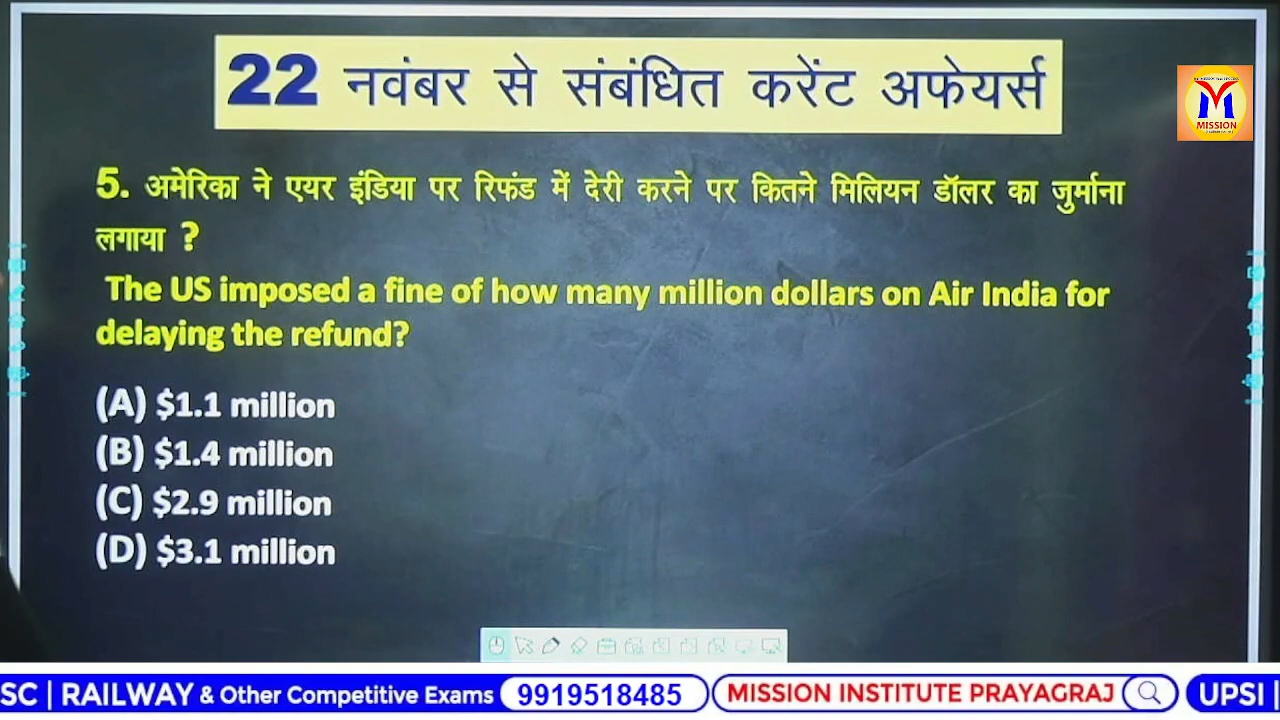 22 नवंबर से संबंधित करेंट अफेयर्स
MISSION
5. अमेरिका ने एयर इंडिया पर रिफंड में देरी करने पर कितने मिलियन डॉलर का जुर्माना
लगाया ?
The US imposed a fine of how many million dollars on Air India for
delaying the refund?
(A) $1.1 million
(B) $1.4 million
(C) $2.9 million
(D) $3.1 million
SC | RAILWAY & Other Competitive Exams 9919518485 MISSION INSTITUTE PRAYAGRAJ UPSI |